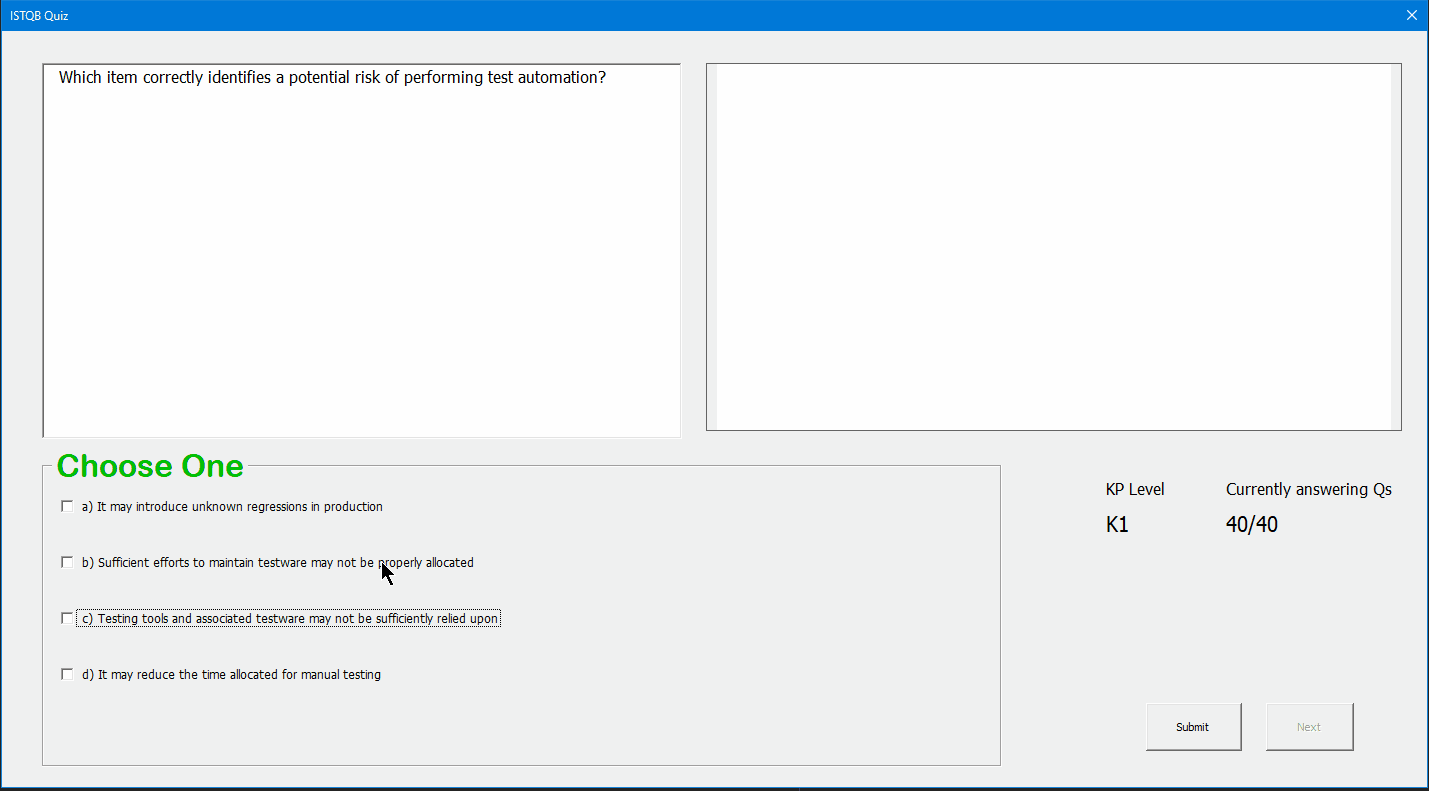 ISTQB Quiz
Which item correctly identifies a potential risk of performing test automation?
Choose One
a) It may introduce unknown regressions in production
b) Sufficient efforts to maintain testware may not be properly allocated
c) Testing tools and associated testware may not be sufficiently relied upon
d) It may reduce the time allocated for manual testing
KP Level
Currently answering Qs
K1
40/40
Submit
Next